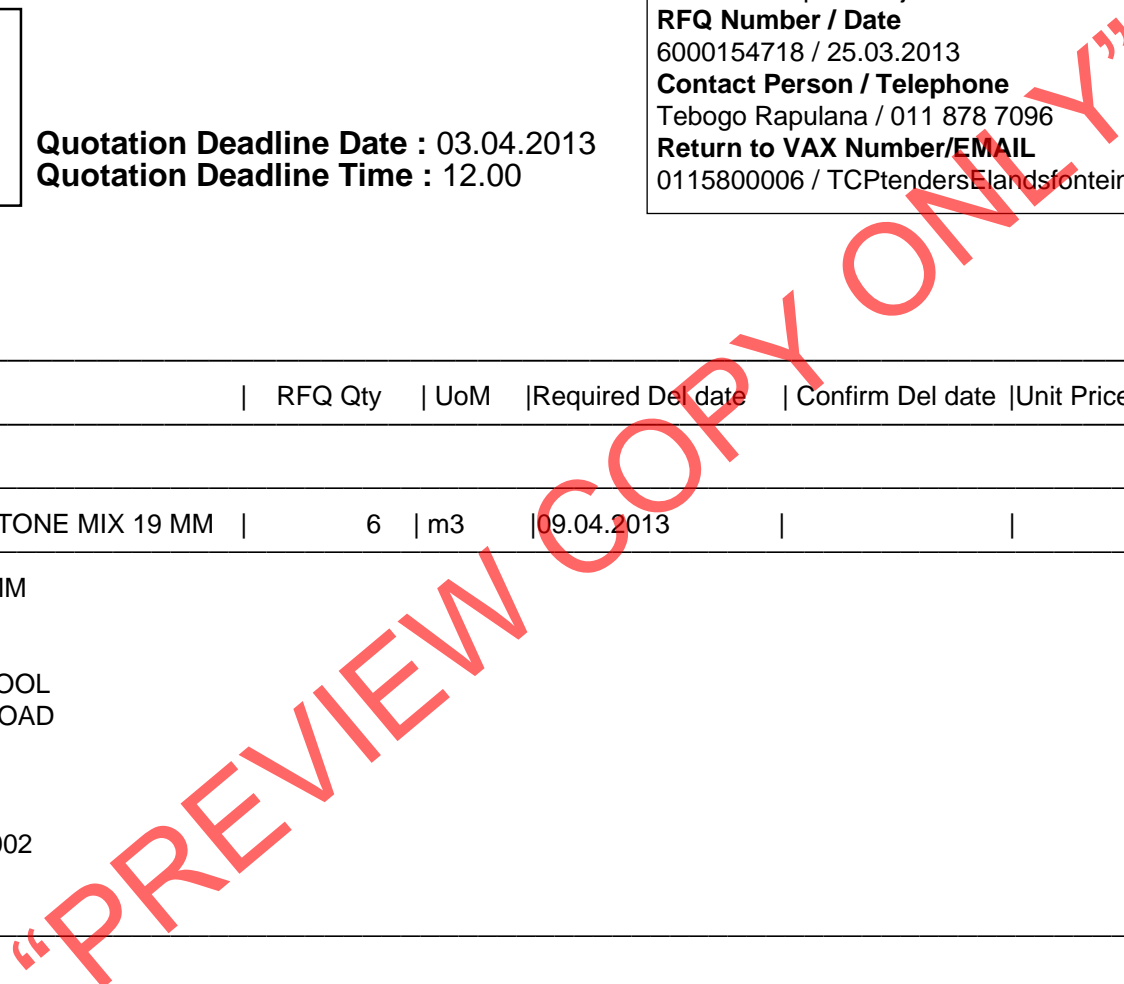 RFQ Number / Date
6000154718 / 25.03.2013
Contact Person / Telephone
Tebogo Rapulana / 011 878 7096
Return to VAX Number/EMAIL
0115800006 / TCPtendersElandsfontein
Quotation Deadline Date : 03.04.2013
Quotation Deadline Time : 12.00
| RFQ Qty | UoM |Required Del date | Confirm Del date |Unit Price
TONE MIX 19 MM | 6 | m3 |09.04.2013 | |
MM
OOL
OAD
002
“PREVIEW COPY ONLY”